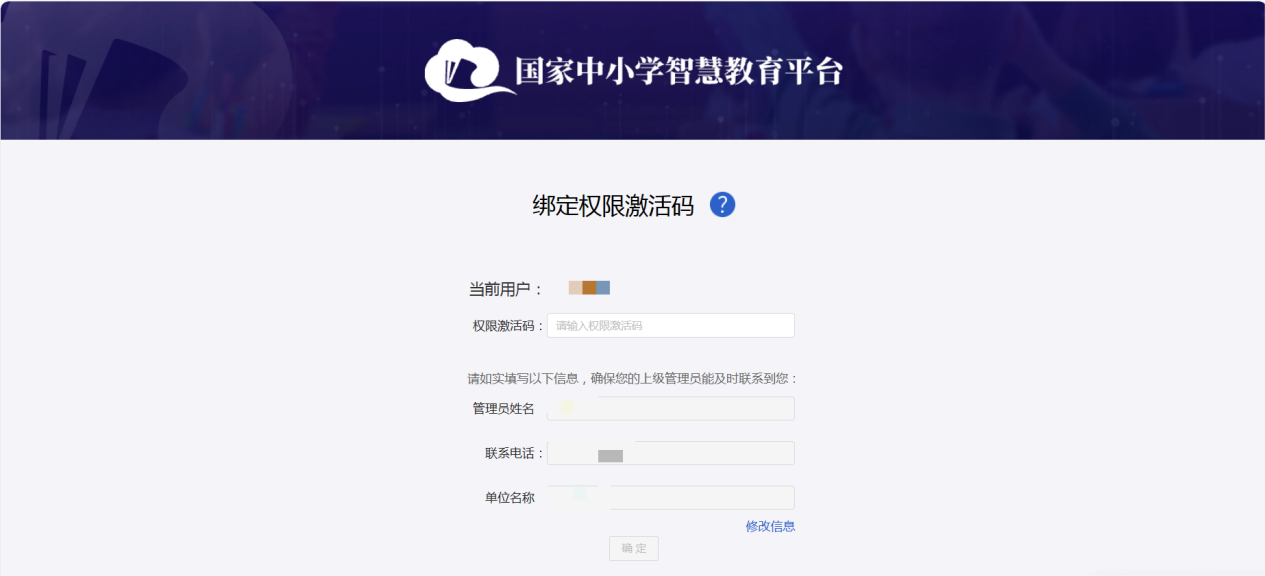 国家中小学智慧教育平台
绑定权限激活码 ?
当前用户：
权限激活码：请输入权限激活码
请如实填写以下信息，确保您的上级管理员能及时联系到您：
管理员姓名
联系电话：
单位名称
修改信息
确 定